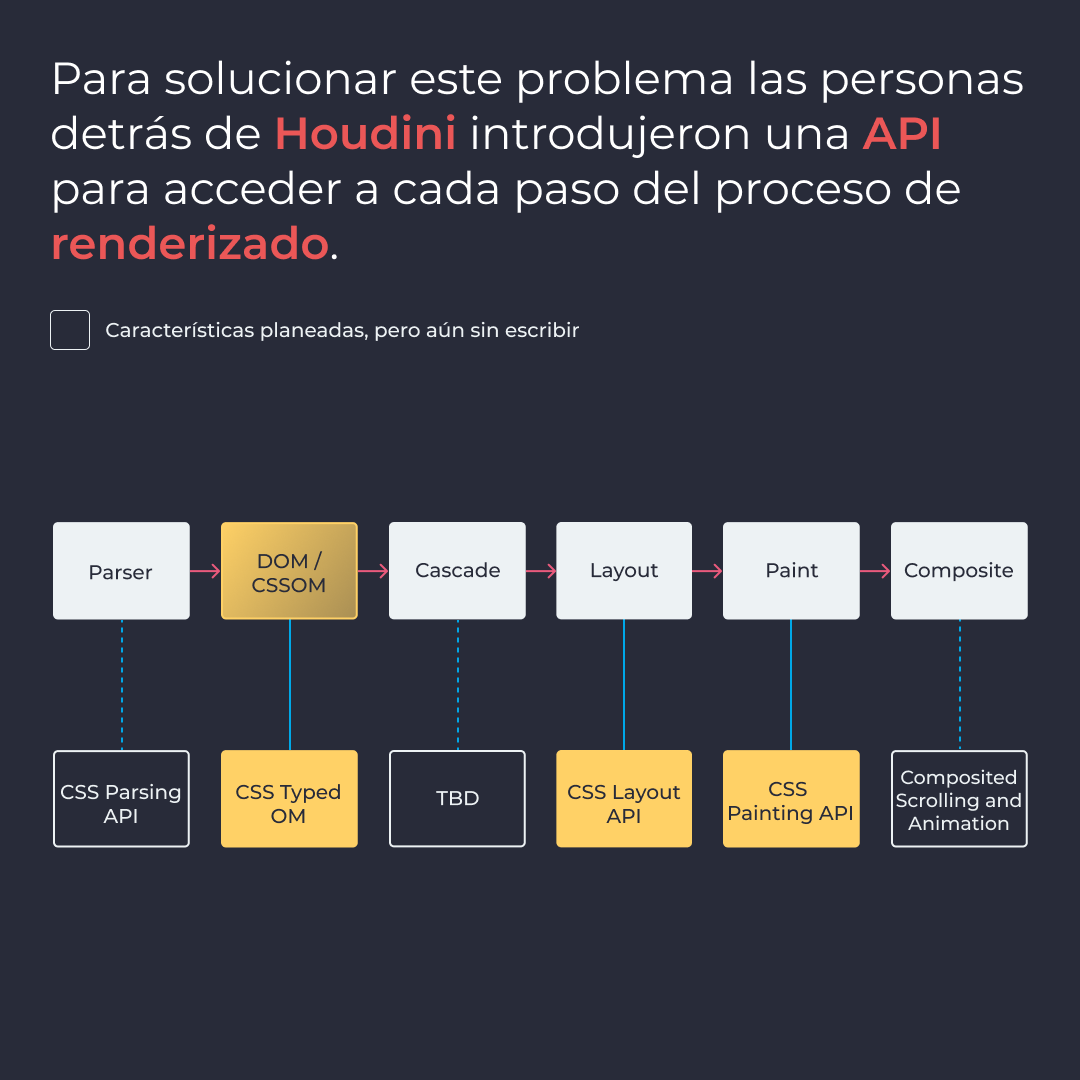 Para solucionar este problema las personas
detrás de Houdini introdujeron una API
para acceder a cada paso del proceso de
renderizado.
Características planeadas, pero aún sin escribir
Parser
DOM /
CSSOM
Cascade
Layout
Paint
Composite
CSS Parsing
API
CSS Typed
OM
TBD
CSS Layout
API
CSS
Painting API
Composited
Scrolling and
Animation